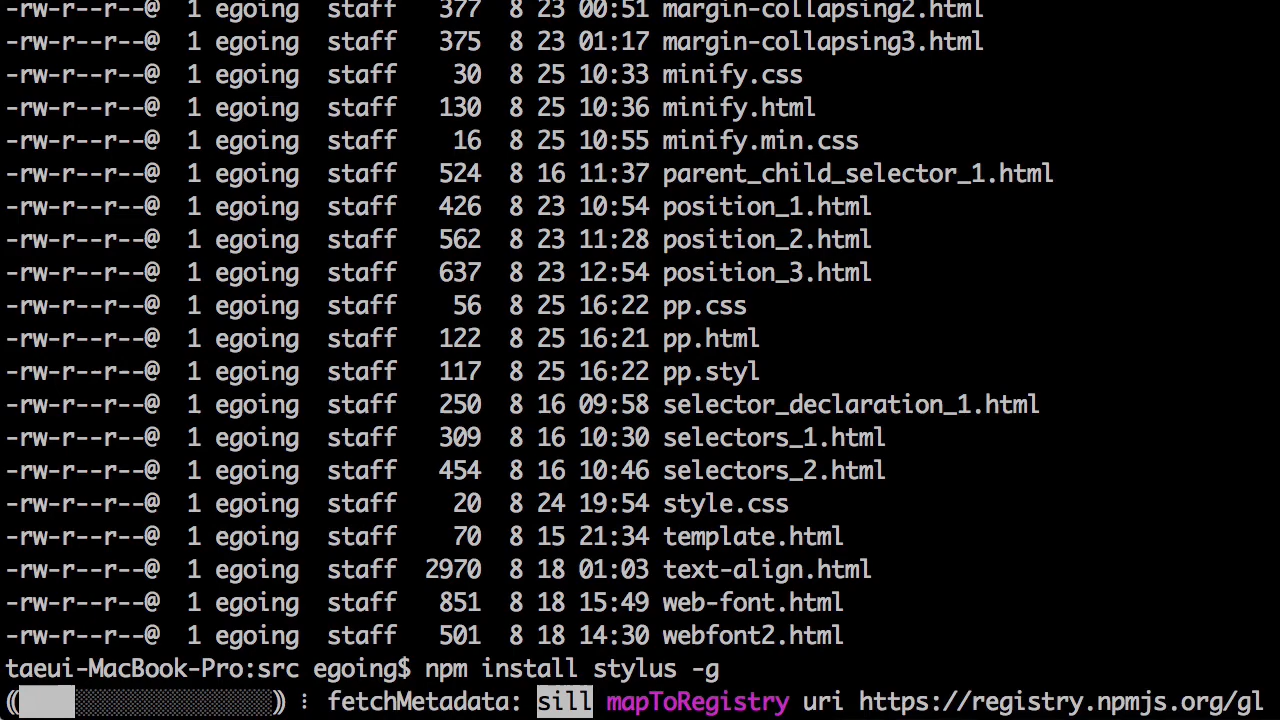 -rw-r--r--@ 1 egoing staff 377 8 23 00:51 margin-collapsing2.html
-rw-r--r--@ 1 egoing staff 375 8 23 01:17 margin-collapsing3.html
-rw-r--r--@ 1 egoing staff 30 8 25 10:33 minify.css
-rw-r--r--@ 1 egoing staff 130 8 25 10:36 minify.html
-rw-r--r--@ 1 egoing staff 16 8 25 10:55 minify.min.css
-rw-r--r--@ 1 egoing staff 524 8 16 11:37 parent_child_selector_1.html
-rw-r--r--@ 1 egoing staff 426 8 23 10:54 position_1.html
-rw-r--r--@ 1 egoing staff 562 8 23 11:28 position_2.html
-rw-r--r--@ 1 egoing staff 637 8 23 12:54 position_3.html
-rw-r--r--@ 1 egoing staff 56 8 25 16:22 pp.css
-rw-r--r--@ 1 egoing staff 122 8 25 16:21 pp.html
-rw-r--r--@ 1 egoing staff 117 8 25 16:22 pp.styl
-rw-r--r--@ 1 egoing staff 250 8 16 09:58 selector_declaration_1.html
-rw-r--r--@ 1 egoing staff 309 8 16 10:30 selectors_1.html
-rw-r--r--@ 1 egoing staff 454 8 16 10:46 selectors_2.html
-rw-r--r--@ 1 egoing staff 20 8 24 19:54 style.css
-rw-r--r--@ 1 egoing staff 70 8 15 21:34 template.html
-rw-r--r--@ 1 egoing staff 2970 8 18 01:03 text-align.html
-rw-r--r--@ 1 egoing staff 851 8 18 15:49 web-font.html
-rw-r--r--@ 1 egoing staff 501 8 18 14:30 webfont2.html
taeui-MacBook-Pro:src egoing$ npm install stylus -g
(░░░░░░) ⸽ fetchMetadata: sill mapToRegistry uri https://registry.npmjs.org/gl